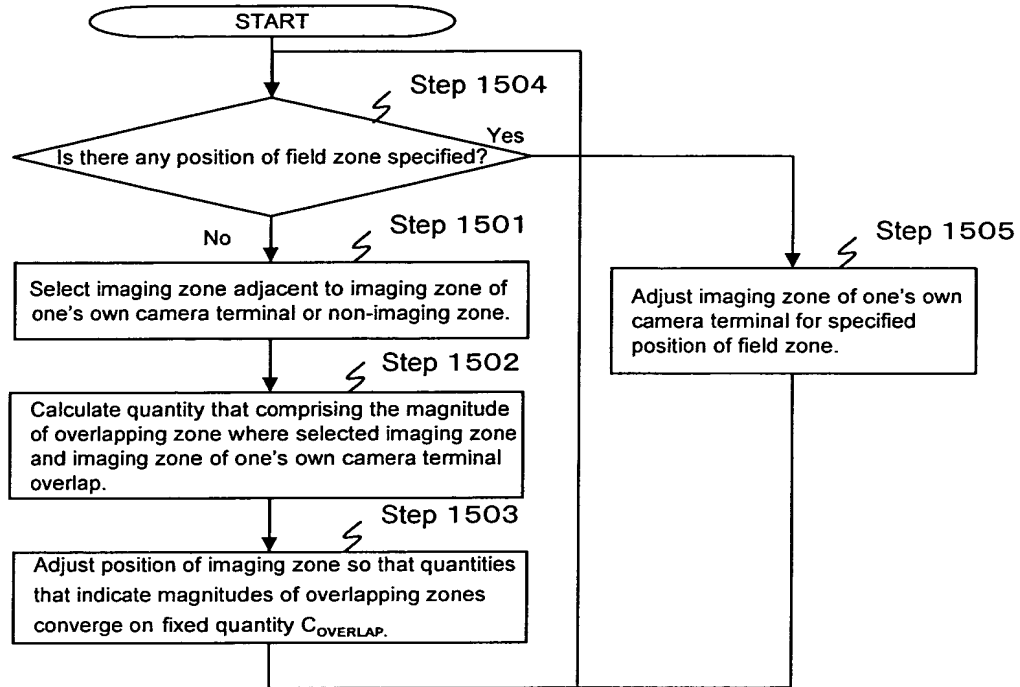 START
Step 1504
Is there any position of field zone specified?
Yes
No
Step 1501
Select imaging zone adjacent to imaging zone of
one's own camera terminal or non-imaging zone.
Step 1502
Calculate quantity that comprising the magnitude
of overlapping zone where selected imaging zone
and imaging zone of one's own camera terminal
overlap.
Step 1503
Adjust position of imaging zone so that quantities
that indicate magnitudes of overlapping zones
converge on fixed quantity COVERLAP.
Step 1505
Adjust imaging zone of one's own
camera terminal for specified
position of field zone.